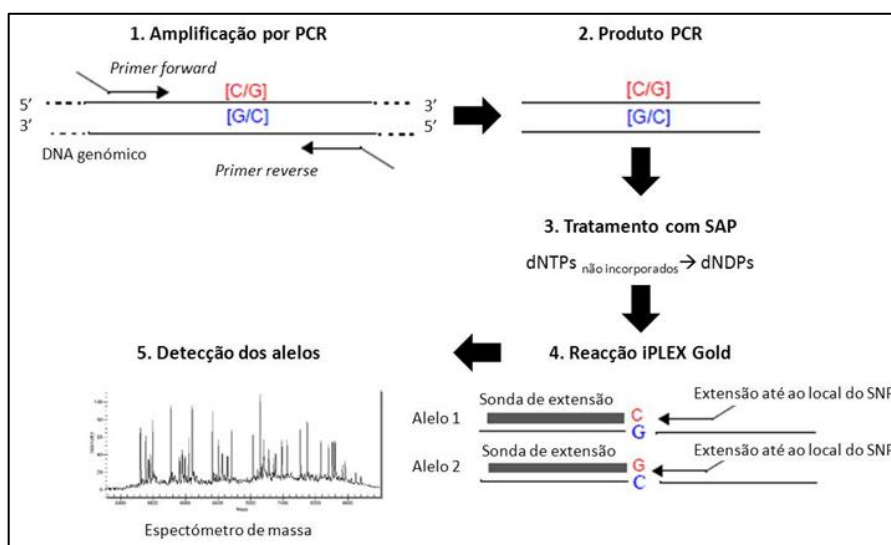 1. Amplificação por PCR
Primer forward
[C/G]
5’ 3’
[G/C]
3’ 5’
DNA genómico
Primer reverse
2. Produto PCR
[C/G]
[G/C]
3. Tratamento com SAP
dNTPs não incorporados → dNDPs
4. Reacção iPLEX Gold
Sonda de extensão C Extensão até ao local do SNP
Alelo 1
G
Sonda de extensão G Extensão até ao local do SNP
Alelo 2
C
5. Detecção dos alelos
Espectómetro de massa